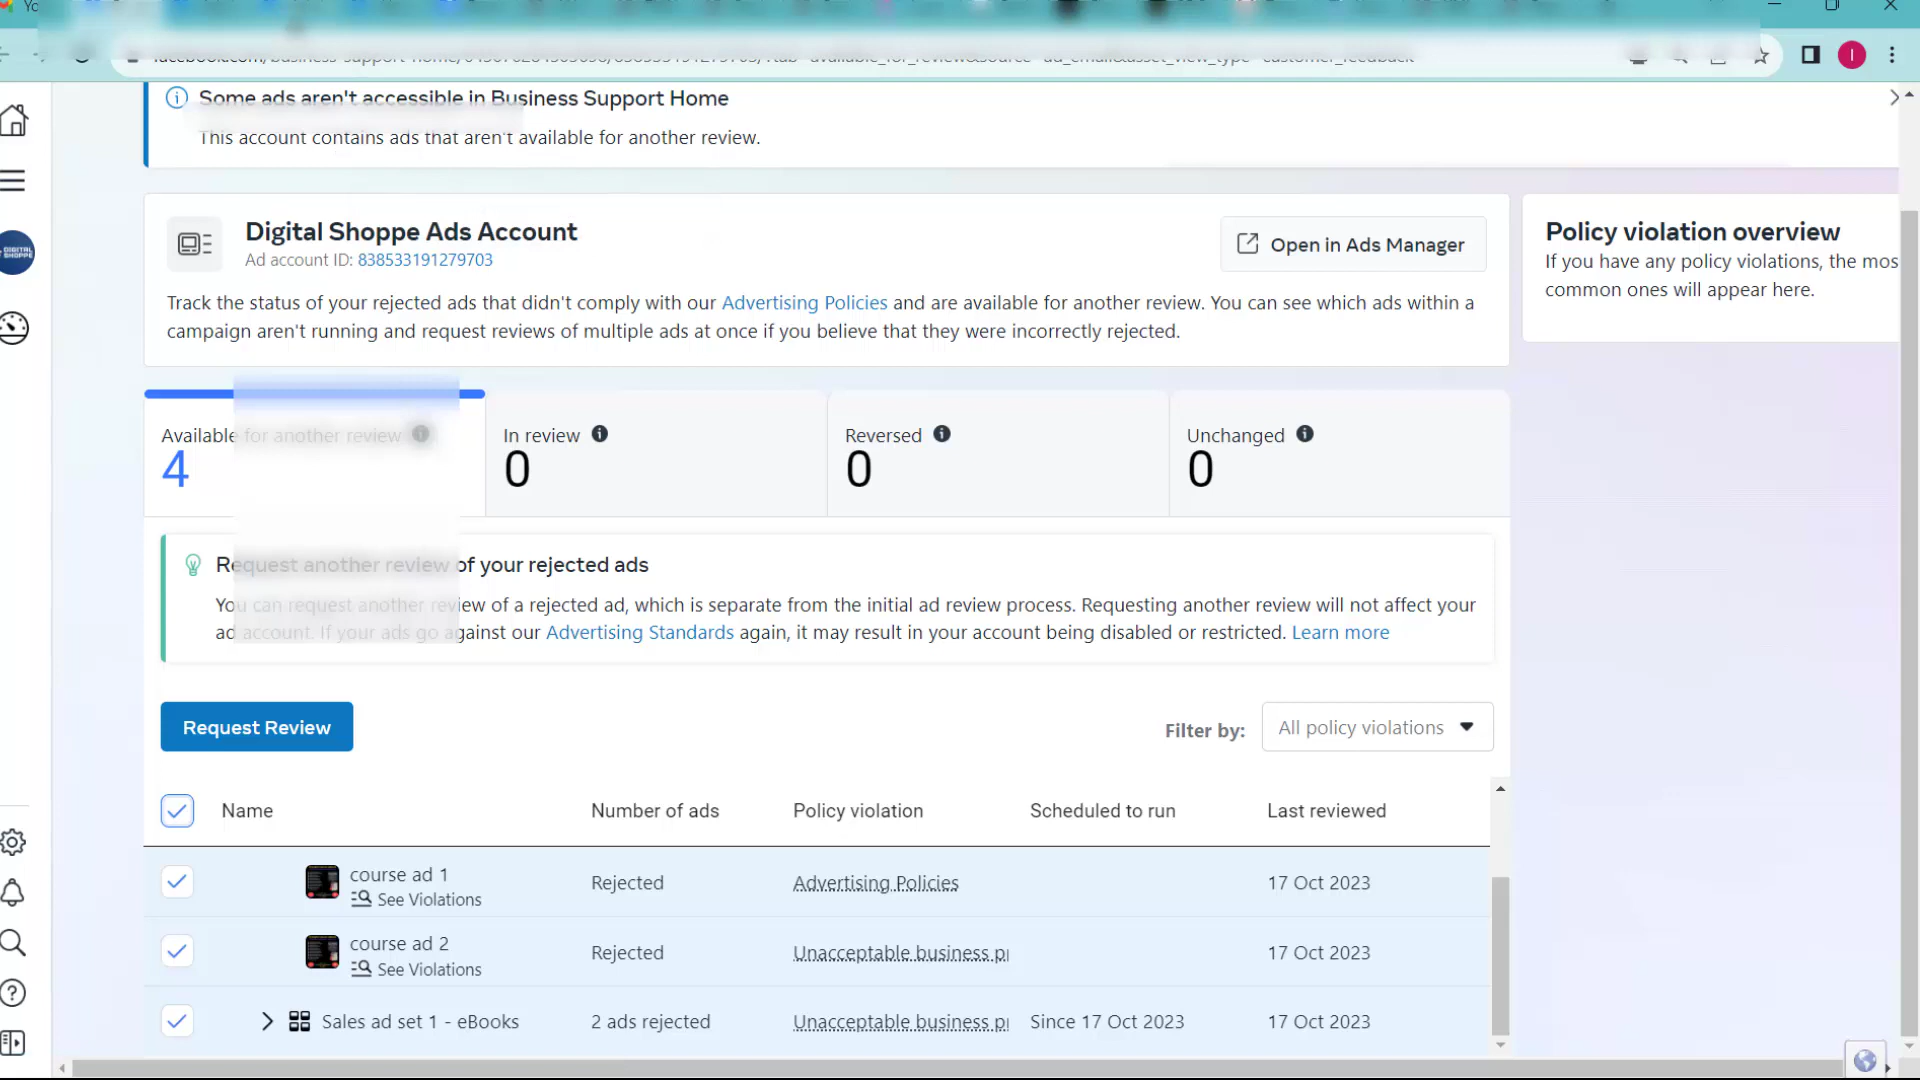 Some ads aren't accessible in Business Support Home
This account contains ads that aren't available for another review.
DIGITAL
SHOPPE
Digital Shoppe Ads Account
Ad account ID: 838533191279703
Open in Ads Manager
Track the status of your rejected ads that didn't comply with our Advertising Policies and are available for another review. You can see which ads within a
campaign aren't running and request reviews of multiple ads at once if you believe that they were incorrectly rejected.
Policy violation overview
If you have any policy violations, the mos
common ones will appear here.
Available for another review
4
In review
0
Reversed
0
Unchanged
0
Request another review of your rejected ads
You can request another review of a rejected ad, which is separate from the initial ad review process. Requesting another review will not affect your
ad account. If your ads go against our Advertising Standards again, it may result in your account being disabled or restricted. Learn more
Request Review
Filter by:
All policy violations
Name
Number of ads
Policy violation
Scheduled to run
Last reviewed
course ad 1
See Violations
Rejected
Advertising Policies
17 Oct 2023
course ad 2
See Violations
Rejected
Unacceptable business pr
17 Oct 2023
Sales ad set 1 - eBooks
2 ads rejected
Unacceptable business pr
Since 17 Oct 2023
17 Oct 2023